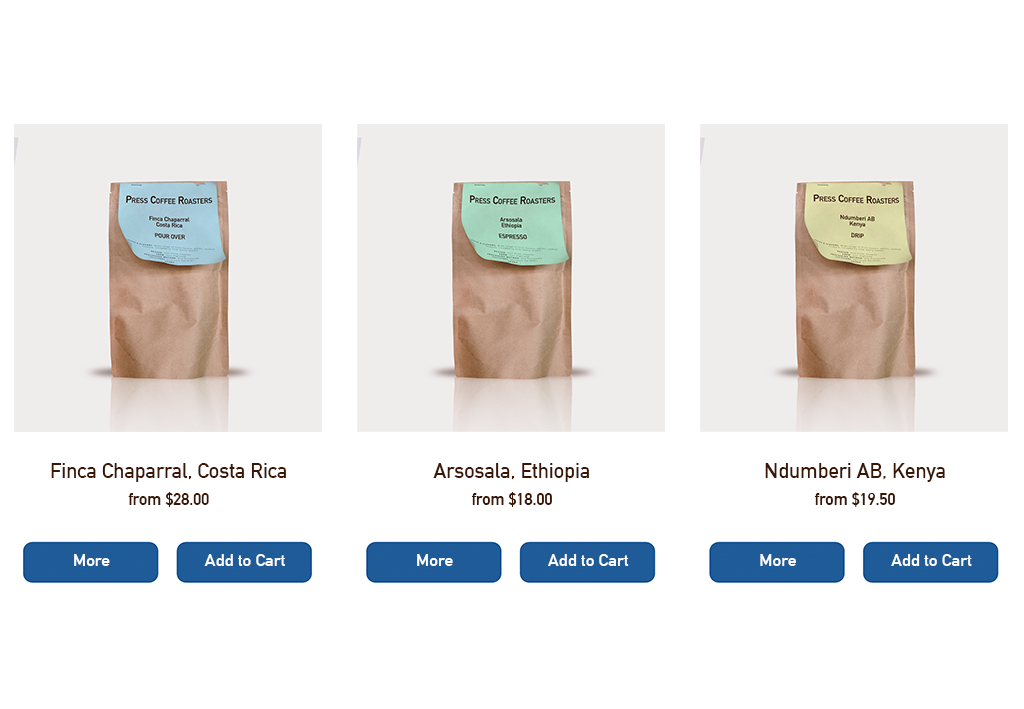 PRESS COFFEE ROASTERS
Finca Chaparral
Costa Rica
POUR OVER
PRESS COFFEE ROASTERS
Arsosala
Ethiopia
ESPRESSO
PRESS COFFEE ROASTERS
Ndumberi AB
Kenya
DRIP
Finca Chaparral, Costa Rica
from $28.00
Arsosala, Ethiopia
from $18.00
Ndumberi AB, Kenya
from $19.50
More
Add to Cart
More
Add to Cart
More
Add to Cart